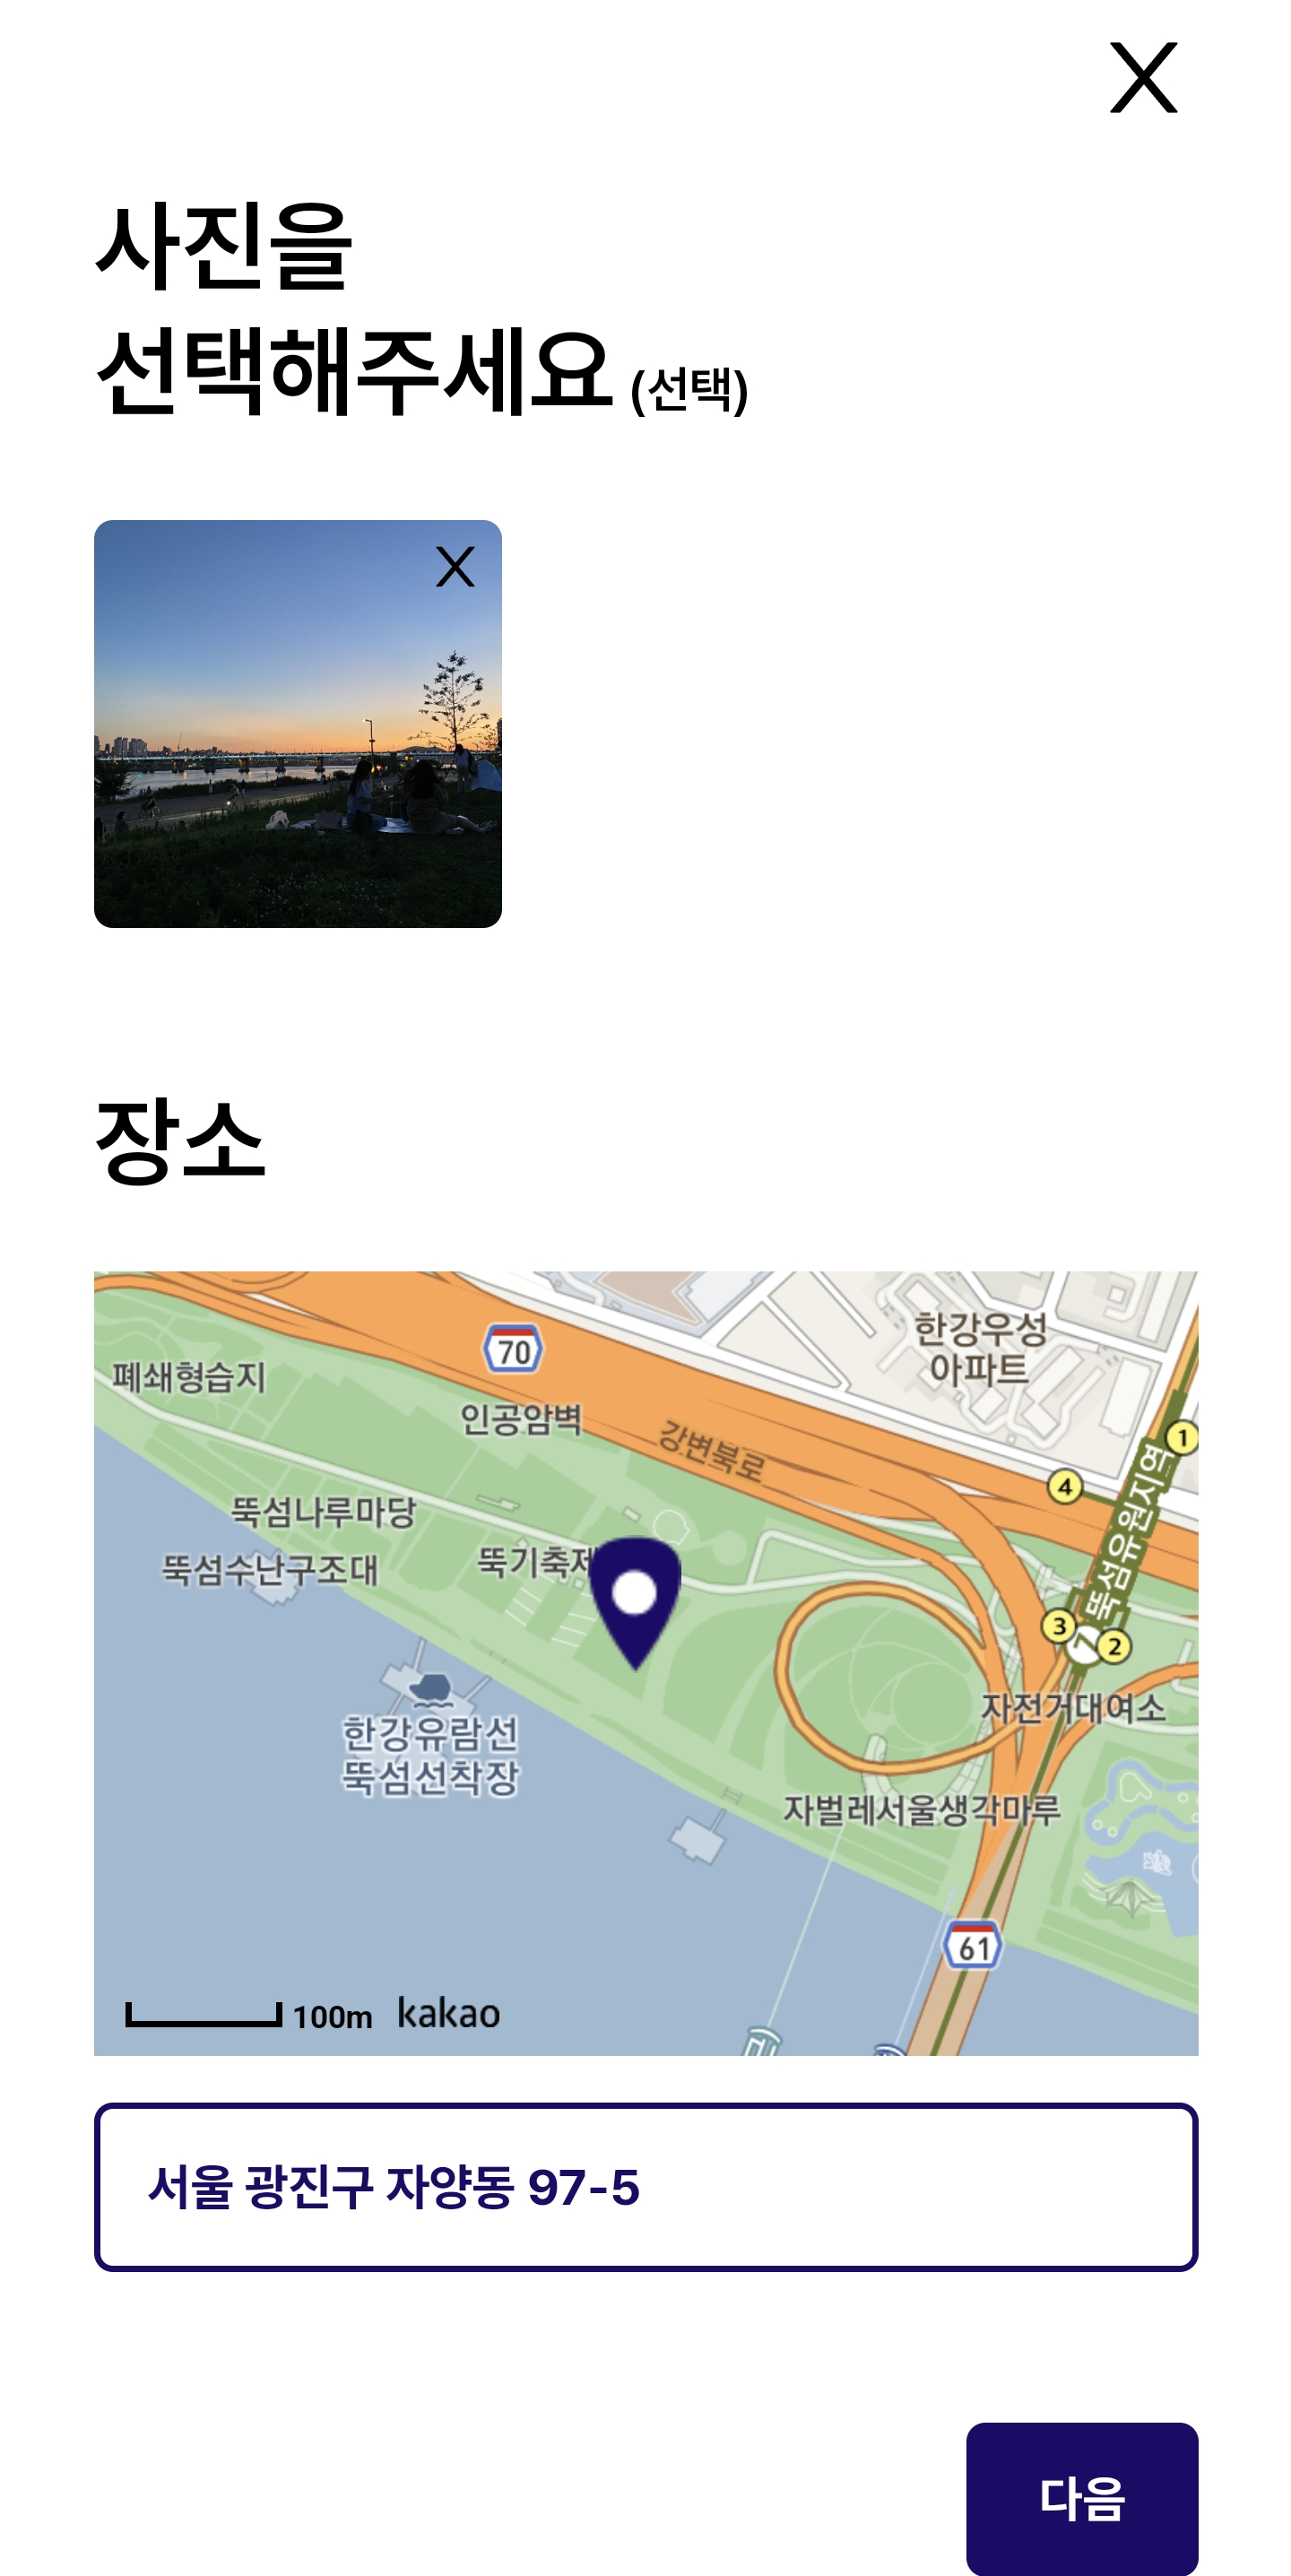 X
사진을
선택해주세요 (선택)
X
장소
한강우성
아파트
70
폐쇄형습지
인공암벽
강변북로
1
4
뚝섬유원지역
뚝섬나루마당
뚝기축제
뚝섬수난구조대
3
7
2
자전거대여소
한강유람선
뚝섬선착장
자벌레서울생각마루
61
100m kakao
서울 광진구 자양동 97-5
다음